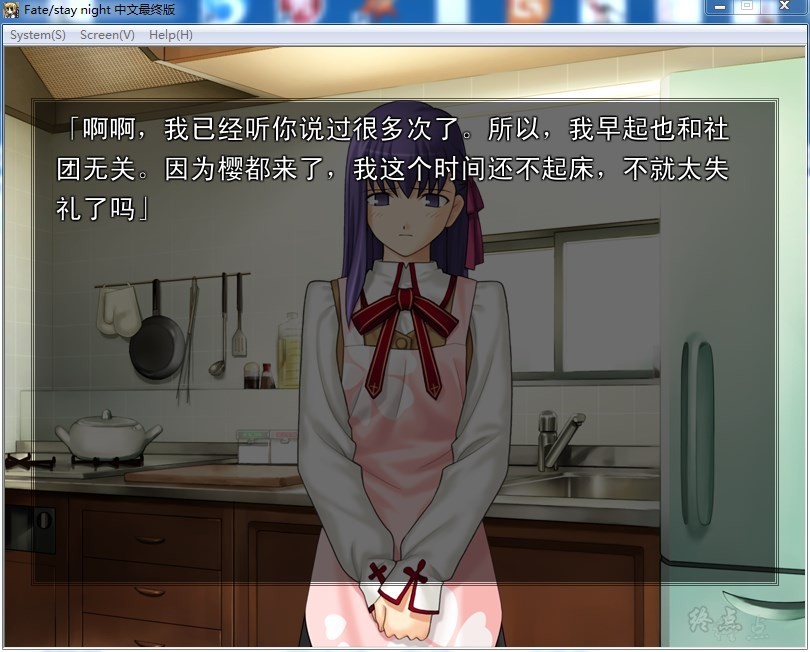 Fate/stay night 中文最终版
System(S) Screen(V) Help(H)
「啊啊，我已经听你说过很多次了。所以，我早起也和社
团无关。因为樱都来了，我这个时间还不起床，不就太失
礼了吗」
终点